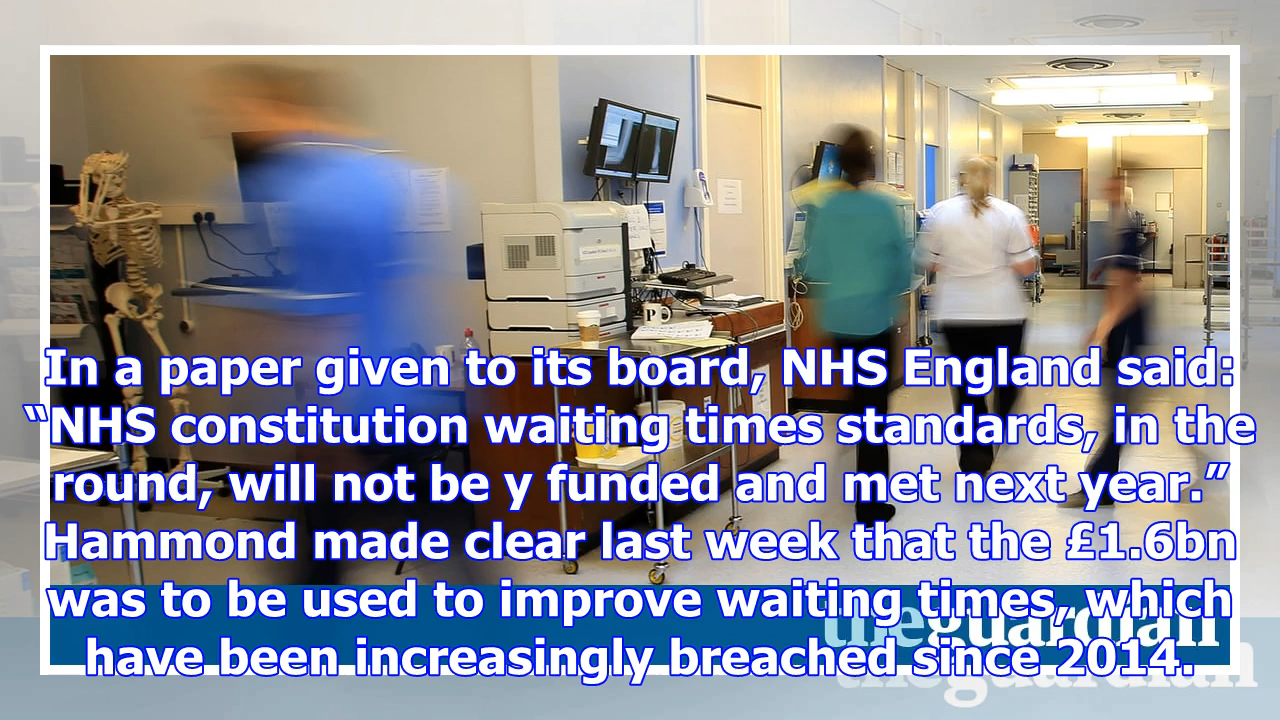 In a paper given to its board, NHS England said:
“NHS constitution waiting times standards, in the
round, will not be y funded and met next year.”
Hammond made clear last week that the £1.6bn
was to be used to improve waiting times, which
have been increasingly breached since 2014.
theguardian
theguardian